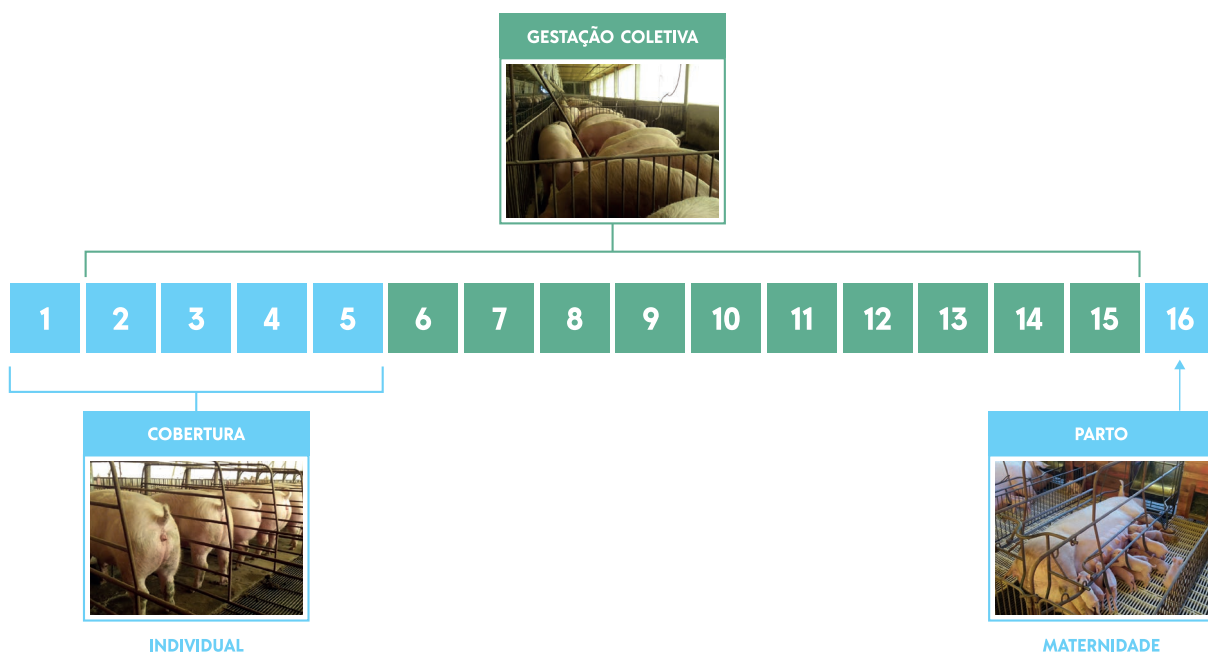 GESTAÇÃO COLETIVA
1 2 3 4 5 6 7 8 9 10 11 12 13 14 15 16
COBERTURA
PARTO
INDIVIDUAL
MATERNIDADE